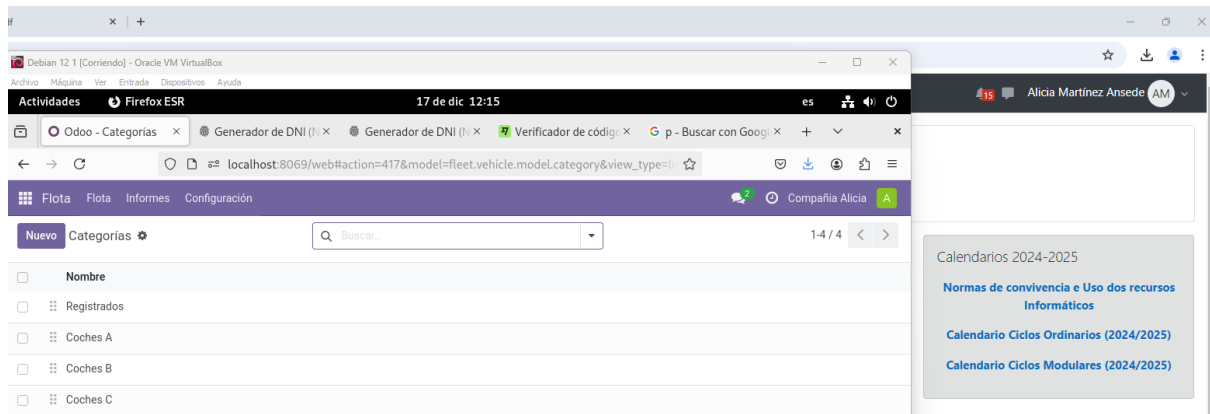 Debian 12 1 [Corriendo] - Oracle VM VirtualBox
Archivo Máquina Ver Entrada Dispositivos Ayuda
Actividades Firefox ESR 17 de dic 12:15 es
15 Alicia Martínez Ansede AM
Odoo - Categorías Generador de DNI (N Generador de DNI (N Verificador de código p - Buscar con Googl
localhost:8069/web#action=417&model=fleet.vehicle.model.category&view_type=lis
Flota Flota Informes Configuración 2 Compañia Alicia A
Nuevo Categorías Buscar... 1-4 / 4
Nombre
Registrados
Coches A
Coches B
Coches C
Calendarios 2024-2025
Normas de convivencia e Uso dos recursos
Informáticos
Calendario Ciclos Ordinarios (2024/2025)
Calendario Ciclos Modulares (2024/2025)